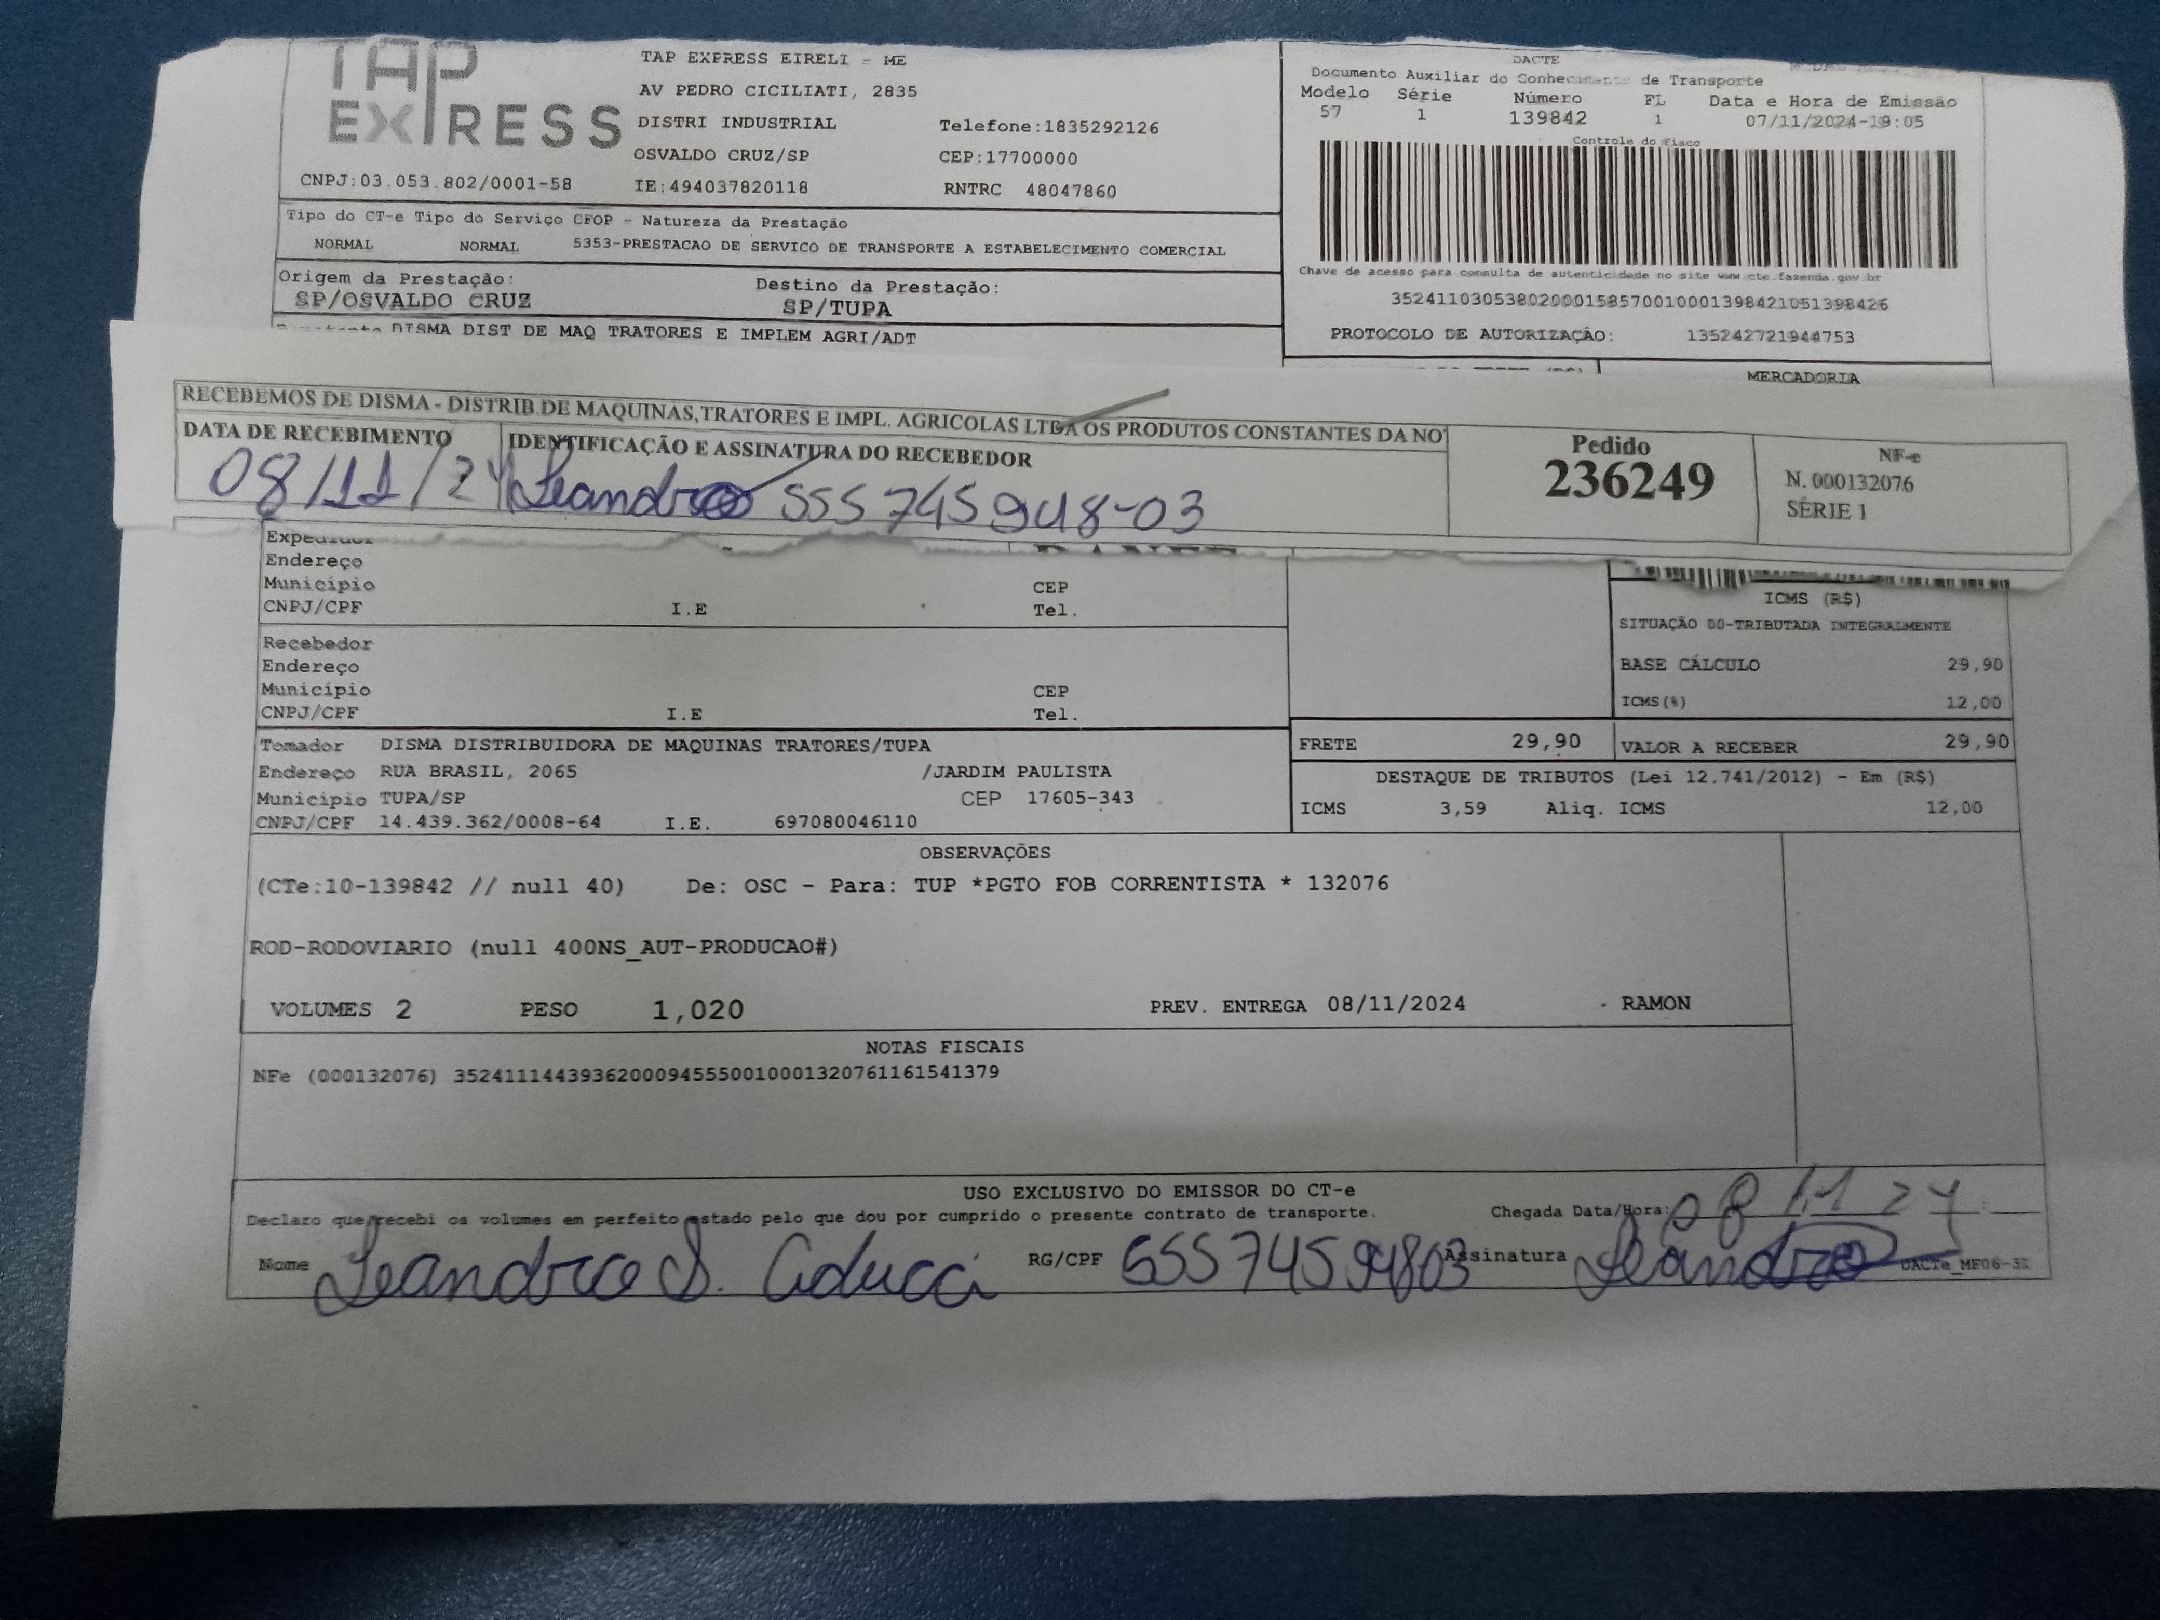 TAP
EXPRESS
TAP EXPRESS EIRELI - ME
AV PEDRO CICILIATI, 2835
DISTRI INDUSTRIAL Telefone:1835292126
OSVALDO CRUZ/SP CEP:17700000
CNPJ:03.053.802/0001-58 IE:494037820118 RNTRC 48047860
DACTE
Documento Auxiliar do Conhecimento de Transporte
Modelo Série Número FL Data e Hora de Emissão
57 1 139842 1 07/11/2024-19:05
Controle do Fisco
Chave de acesso para consulta de autenticidade no site www.cte.fazenda.gov.br
35241103053802000158570010001398421051398426
PROTOCOLO DE AUTORIZAÇÃO: 135242721944753
Tipo do CT-e Tipo do Serviço CFOP - Natureza da Prestação
NORMAL NORMAL 5353-PRESTACAO DE SERVICO DE TRANSPORTE A ESTABELECIMENTO COMERCIAL
Origem da Prestação: Destino da Prestação:
SP/OSVALDO CRUZ SP/TUPA
DISMA DIST DE MAQ TRATORES E IMPLEM AGRI/ADT
MERCADORIA
RECEBEMOS DE DISMA - DISTRIB DE MAQUINAS,TRATORES E IMPL. AGRICOLAS LTDA OS PRODUTOS CONSTANTES DA NO
DATA DE RECEBIMENTO IDENTIFICAÇÃO E ASSINATURA DO RECEBEDOR
08/11/24 Leandro 555745948-03
Pedido
236249
NF-e
N. 000132076
SÉRIE 1
Expedidor
Endereço
Município CEP
CNPJ/CPF I.E Tel.
Recebedor
Endereço
Município CEP
CNPJ/CPF I.E Tel.
ICMS (R$)
SITUAÇÃO 00-TRIBUTADA INTEGRALMENTE
BASE CÁLCULO 29,90
ICMS(%) 12,00
Tomador DISMA DISTRIBUIDORA DE MAQUINAS TRATORES/TUPA
Endereço RUA BRASIL, 2065 /JARDIM PAULISTA
Município TUPA/SP CEP 17605-343
CNPJ/CPF 14.439.362/0008-64 I.E. 697080046110
FRETE 29,90 VALOR A RECEBER 29,90
DESTAQUE DE TRIBUTOS (Lei 12.741/2012) - Em (R$)
ICMS 3,59 Aliq. ICMS 12,00
OBSERVAÇÕES
(CTe:10-139842 // null 40) De: OSC - Para: TUP *PGTO FOB CORRENTISTA * 132076
ROD-RODOVIARIO (null 400NS_AUT-PRODUCAO#)
VOLUMES 2 PESO 1,020 PREV. ENTREGA 08/11/2024 - RAMON
NOTAS FISCAIS
NFe (000132076) 35241114439362000945550010001320761161541379
USO EXCLUSIVO DO EMISSOR DO CT-e
Declaro que recebi os volumes em perfeito estado pelo que dou por cumprido o presente contrato de transporte. Chegada Data/Hora: 08/11 24
Nome Leandro S. RG/CPF 55574594803 Assinatura Leandro
DACTe_MF06-31